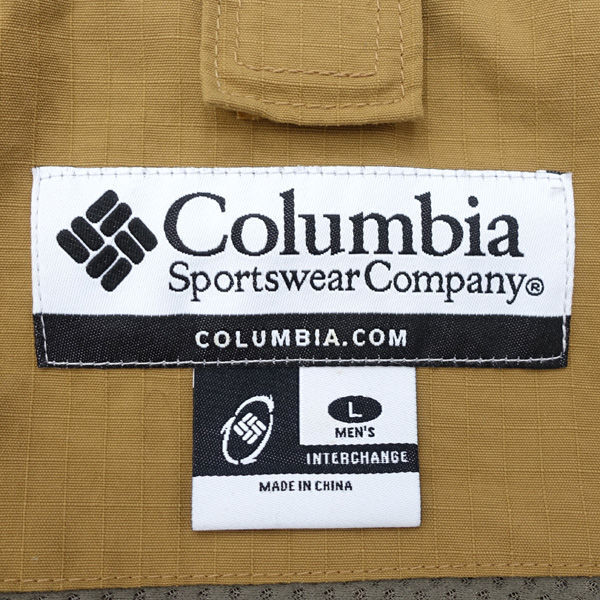 Columbia
Sportswear Company®
COLUMBIA.COM
L
MEN'S
INTERCHANGE
MADE IN CHINA